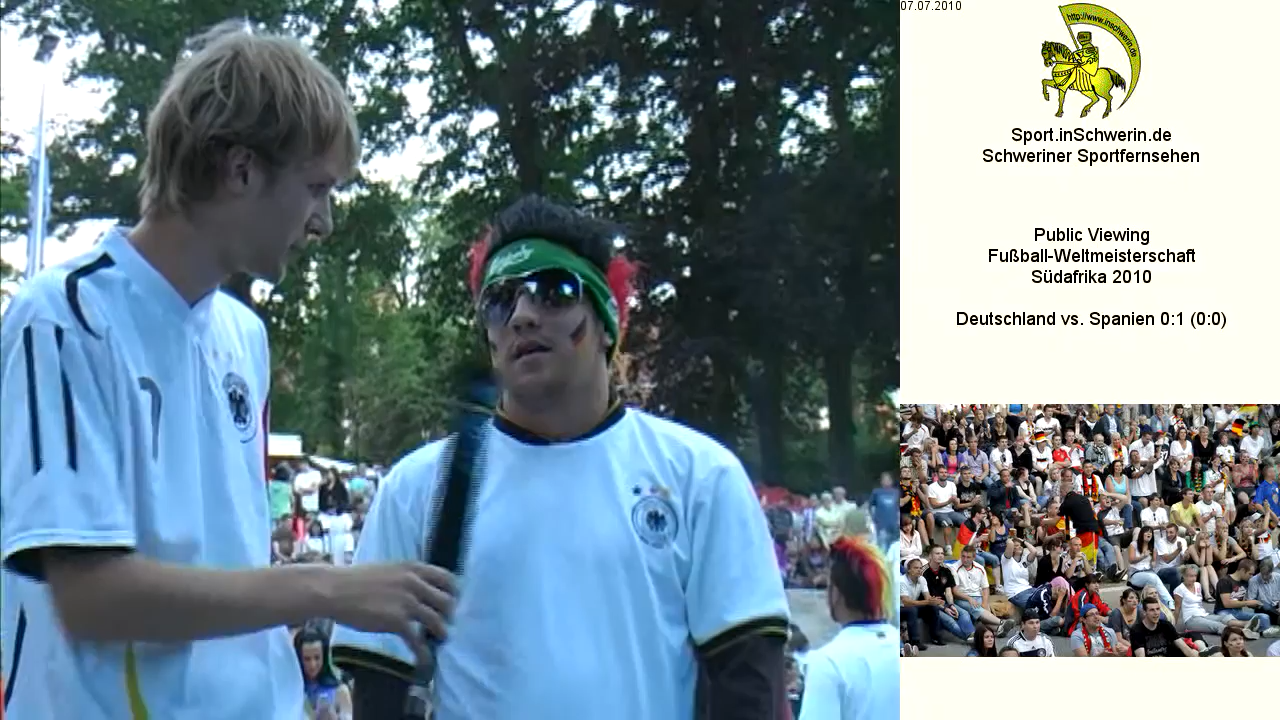 07.07.2010
http://www.inschwerin.de
Sport.inSchwerin.de
Schweriner Sportfernsehen
Public Viewing
Fußball-Weltmeisterschaft
Südafrika 2010
Deutschland vs. Spanien 0:1 (0:0)